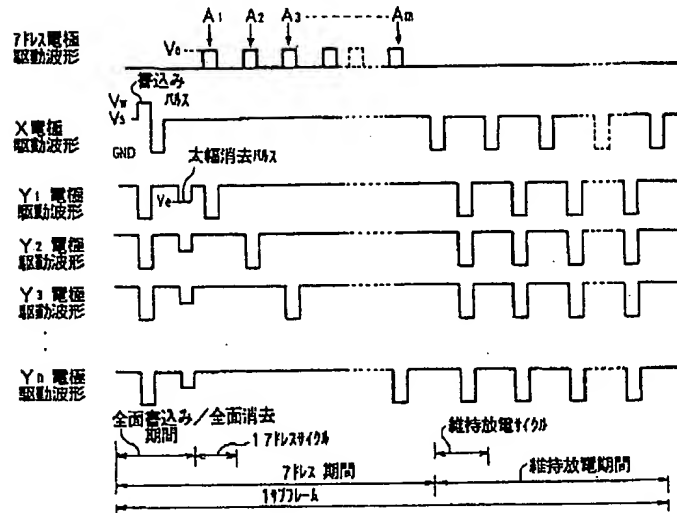 A1 A2 A3 Am
アドレス電極
駆動波形
Va
書込み
パルス
Vw
Vs
X電極
駆動波形
GND
太幅消去パルス
Y1 電極
駆動波形
Ve
Y2 電極
駆動波形
Y3 電極
駆動波形
Yn 電極
駆動波形
全面書込み/全面消去
期間
1アドレスサイクル
維持放電サイクル
アドレス 期間
維持放電期間
1サブフレーム